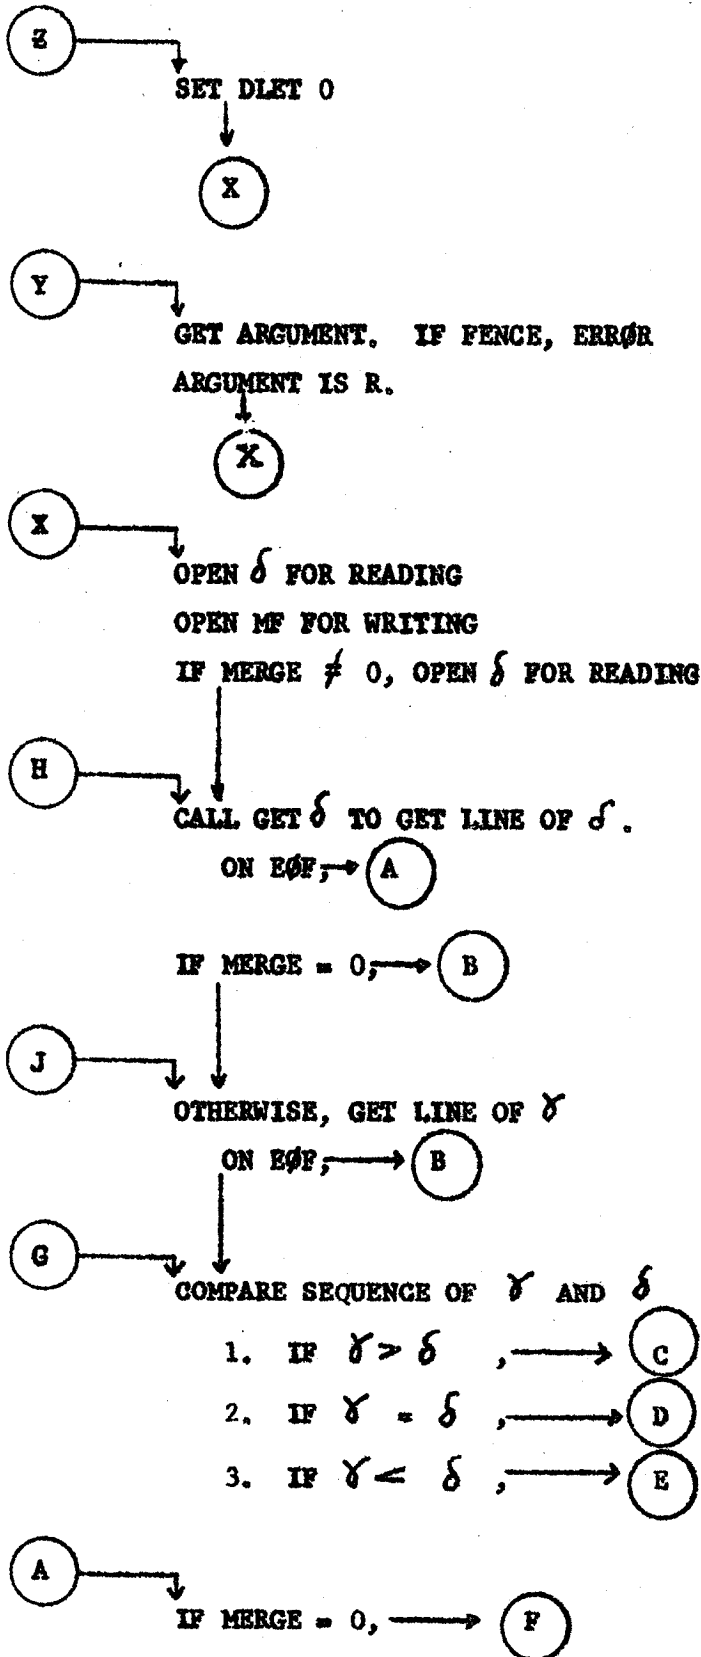 Z
SET DLET 0
X
Y
GET ARGUMENT. IF FENCE, ERRØR
ARGUMENT IS R.
X
X
OPEN δ FOR READING
OPEN MF FOR WRITING
IF MERGE ≠ 0, OPEN δ FOR READING
H
CALL GET δ TO GET LINE OF δ.
ON EØF, → A
IF MERGE = 0, → B
J
OTHERWISE, GET LINE OF γ
ON EØF, → B
G
COMPARE SEQUENCE OF γ AND δ
1. IF γ > δ , → C
2. IF γ = δ , → D
3. IF γ < δ , → E
A
IF MERGE = 0, → F